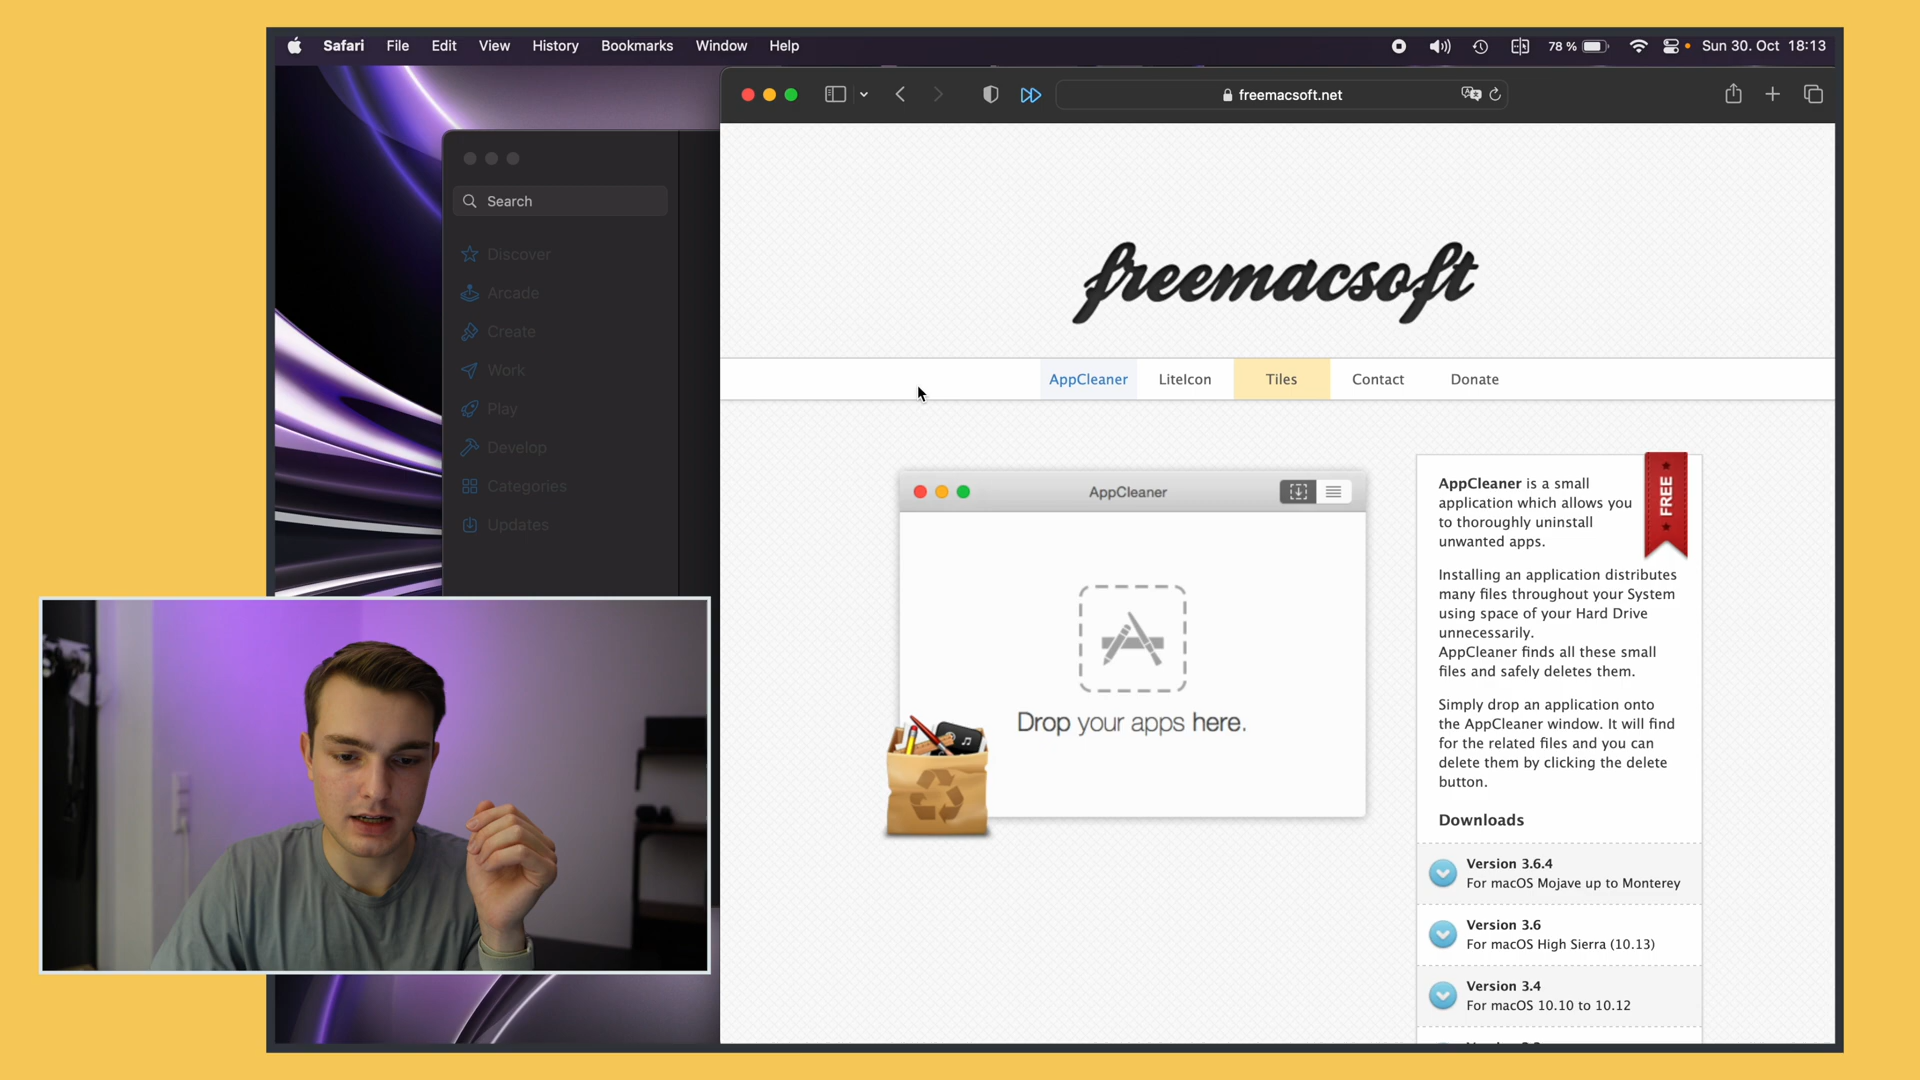 Safari File Edit View History Bookmarks Window Help
78 % Sun 30. Oct 18:13
freemacsoft.net
Search
Discover
Arcade
Create
Work
Play
Develop
Categories
Updates
freemacsoft
AppCleaner LiteIcon Tiles Contact Donate
AppCleaner
Drop your apps here.
FREE
AppCleaner is a small
application which allows you
to thoroughly uninstall
unwanted apps.
Installing an application distributes
many files throughout your System
using space of your Hard Drive
unnecessarily.
AppCleaner finds all these small
files and safely deletes them.
Simply drop an application onto
the AppCleaner window. It will find
for the related files and you can
delete them by clicking the delete
button.
Downloads
Version 3.6.4
For macOS Mojave up to Monterey
Version 3.6
For macOS High Sierra (10.13)
Version 3.4
For macOS 10.10 to 10.12